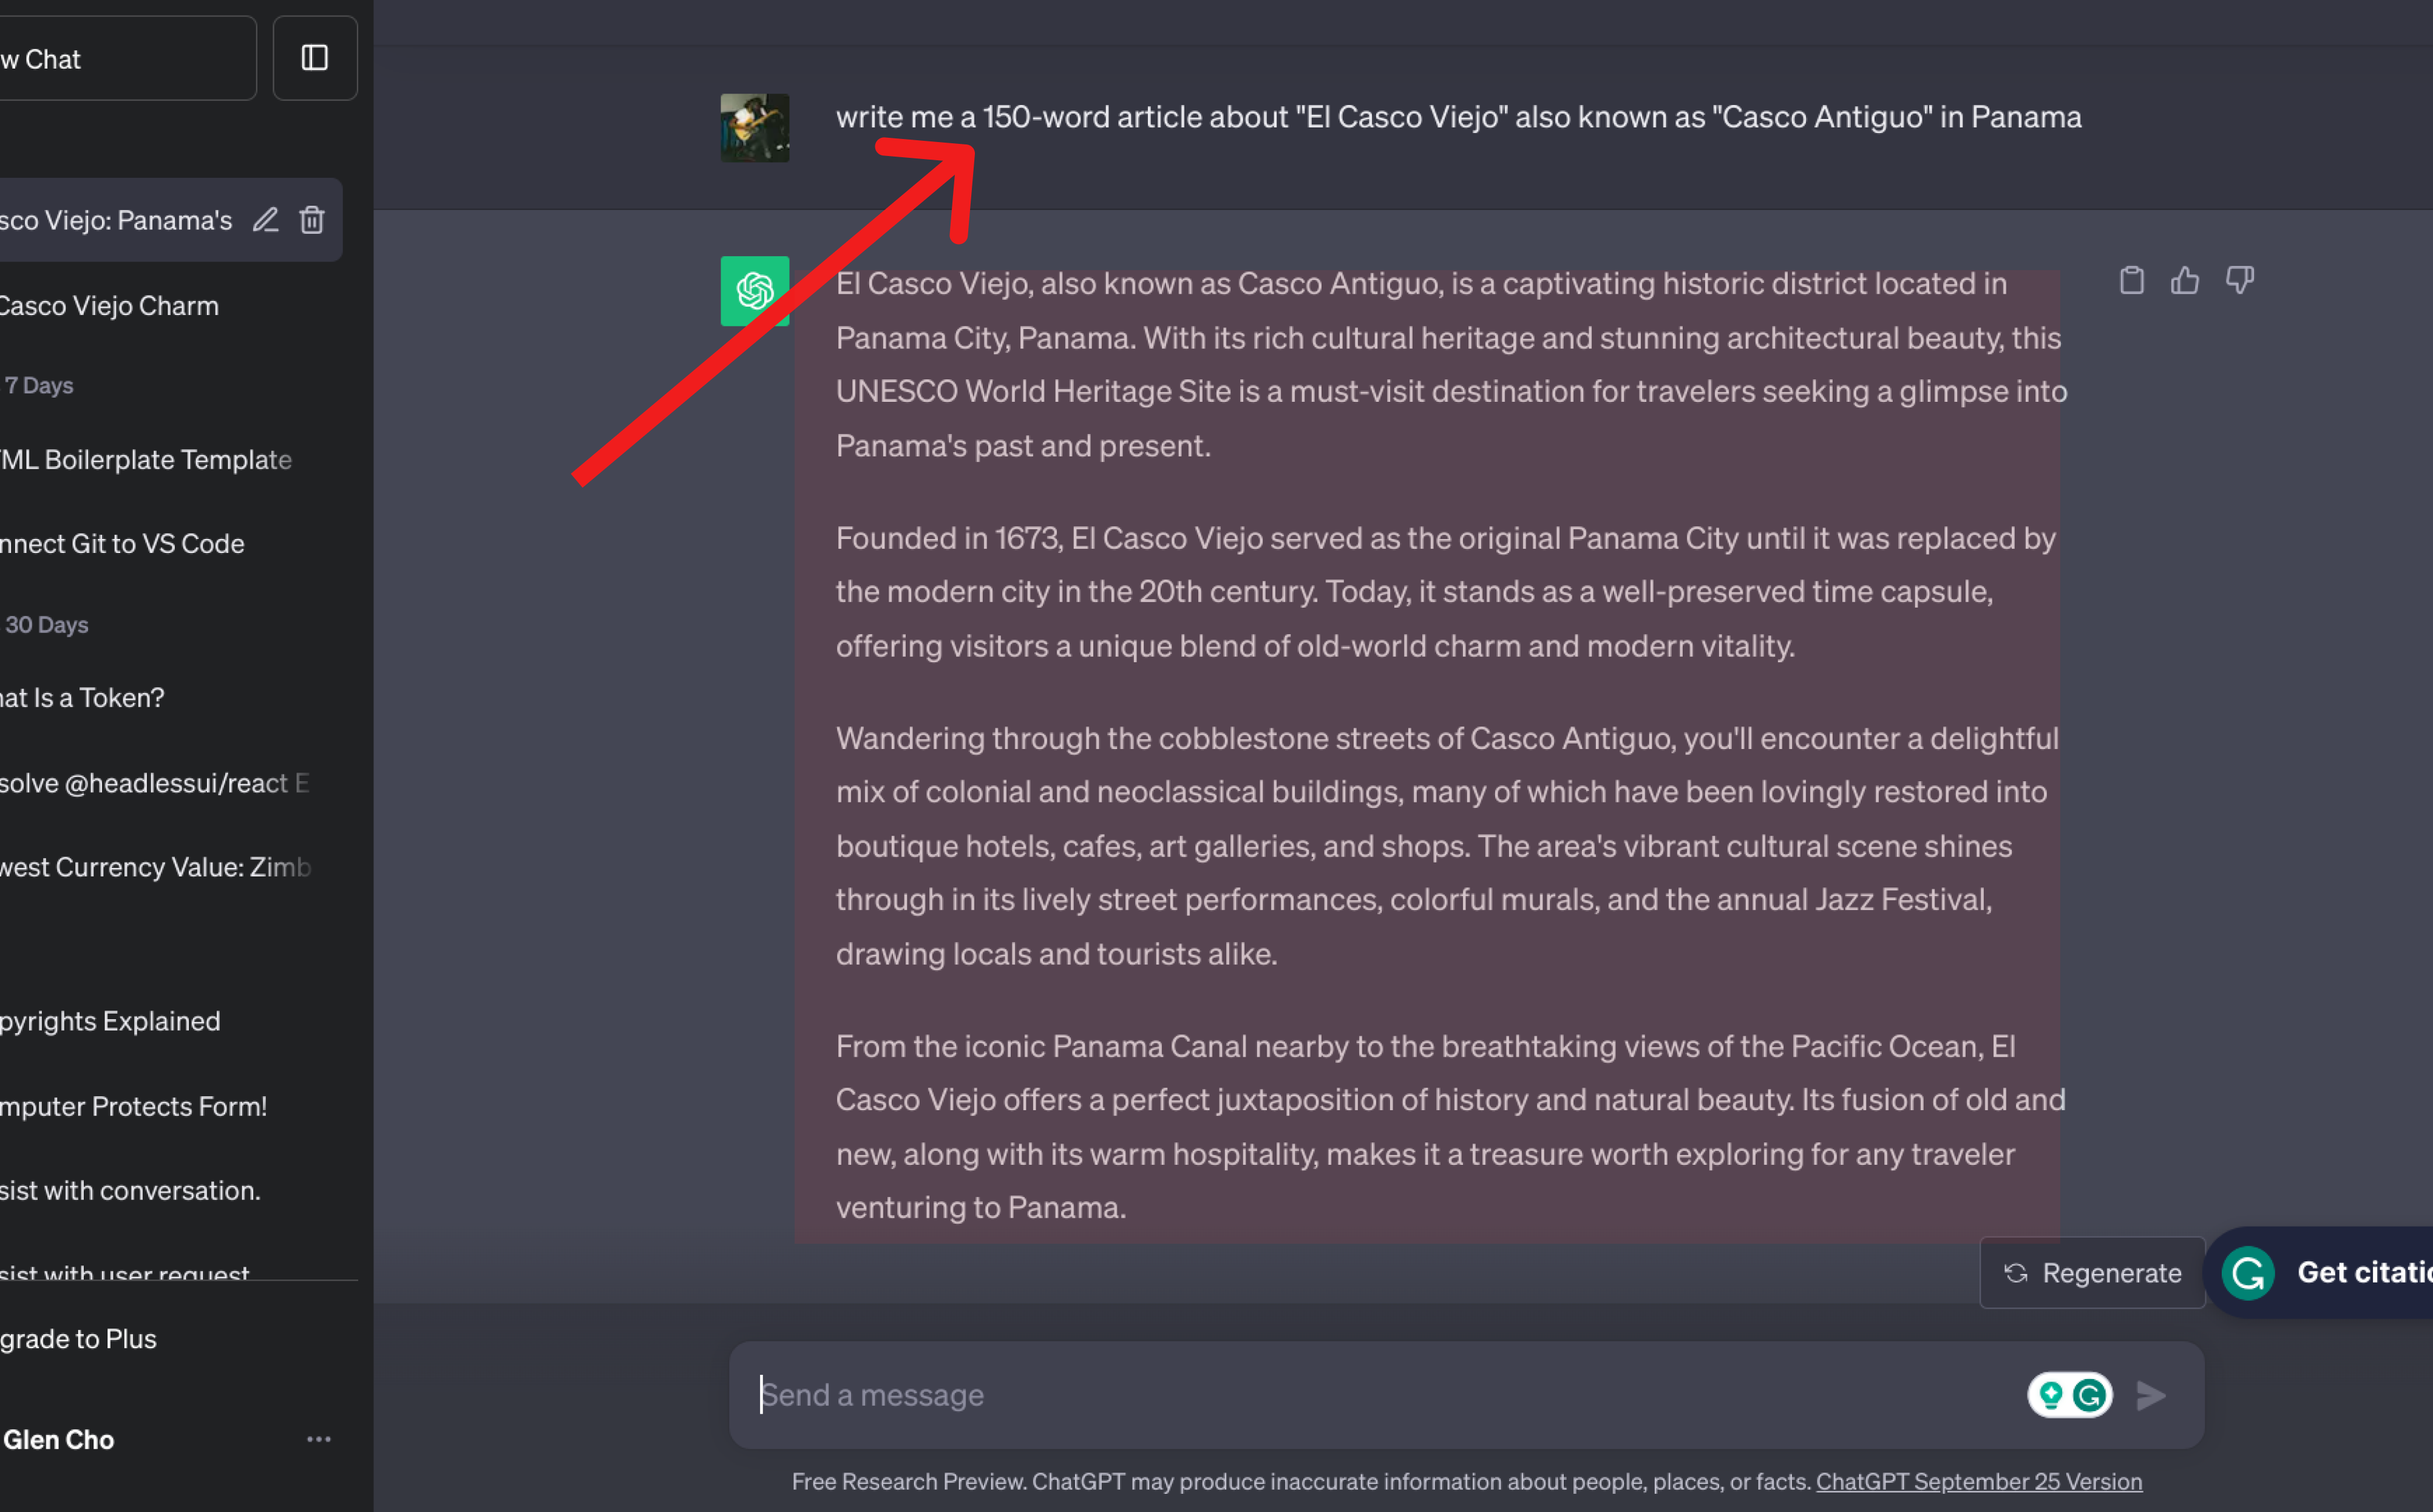 w Chat
sco Viejo: Panama's
Casco Viejo Charm
7 Days
ML Boilerplate Template
nnect Git to VS Code
30 Days
at Is a Token?
solve @headlessui/react E
west Currency Value: Zimb
pyrights Explained
mputer Protects Form!
sist with conversation.
sist with user request
grade to Plus
Glen Cho
write me a 150-word article about "El Casco Viejo" also known as "Casco Antiguo" in Panama
El Casco Viejo, also known as Casco Antiguo, is a captivating historic district located in
Panama City, Panama. With its rich cultural heritage and stunning architectural beauty, this
UNESCO World Heritage Site is a must-visit destination for travelers seeking a glimpse into
Panama's past and present.
Founded in 1673, El Casco Viejo served as the original Panama City until it was replaced by
the modern city in the 20th century. Today, it stands as a well-preserved time capsule,
offering visitors a unique blend of old-world charm and modern vitality.
Wandering through the cobblestone streets of Casco Antiguo, you'll encounter a delightful
mix of colonial and neoclassical buildings, many of which have been lovingly restored into
boutique hotels, cafes, art galleries, and shops. The area's vibrant cultural scene shines
through in its lively street performances, colorful murals, and the annual Jazz Festival,
drawing locals and tourists alike.
From the iconic Panama Canal nearby to the breathtaking views of the Pacific Ocean, El
Casco Viejo offers a perfect juxtaposition of history and natural beauty. Its fusion of old and
new, along with its warm hospitality, makes it a treasure worth exploring for any traveler
venturing to Panama.
Regenerate
Get citatio
Send a message
Free Research Preview. ChatGPT may produce inaccurate information about people, places, or facts. ChatGPT September 25 Version